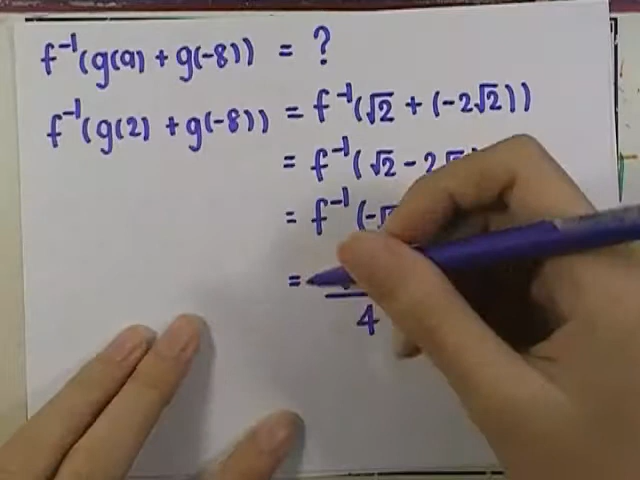 f⁻¹(g(a) + g(-8)) = ?
f⁻¹(g(2) + g(-8)) = f⁻¹(√2 + (-2√2))
= f⁻¹(√2 - 2√
= f⁻¹(-√
=
4